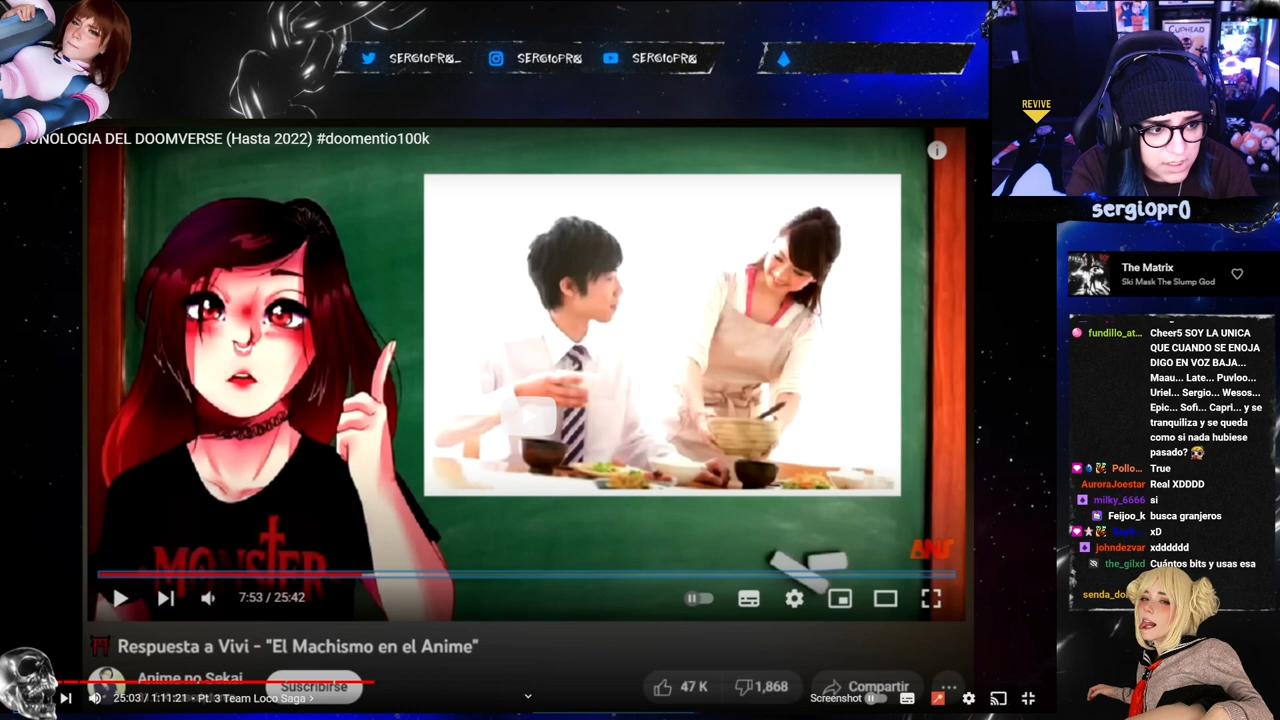 SERGIOPR0_
SERGIOPR0
SERGIOPR0
REVIVE
CUPHEAD
NOLOGIA DEL DOOMVERSE (Hasta 2022) #doomentio100k
sergiopr0
The Matrix
Ski Mask The Slump God
fundillo_at... Cheer5 SOY LA UNICA
QUE CUANDO SE ENOJA
DIGO EN VOZ BAJA...
Maau... Late... Puvloo...
Uriel... Sergio... Wesos...
Epic... Sofi... Capri... y se
tranquiliza y se queda
como si nada hubiese
pasado?
Pollo... True
AuroraJoestar Real XDDDD
milky_6666 si
Feijoo_k busca granjeros
xD
johndezvar xdddddd
the_gilxd Cuántos bits y usas esa
senda_do
MONSTER
ANS
7:53 / 25:42
Respuesta a Vivi - "El Machismo en el Anime"
Anime no Sekai
Suscribirse
47 K
1,868
Compartir
25:03 / 1:11:21 • Pt. 3 Team Loco Saga >
Screenshot